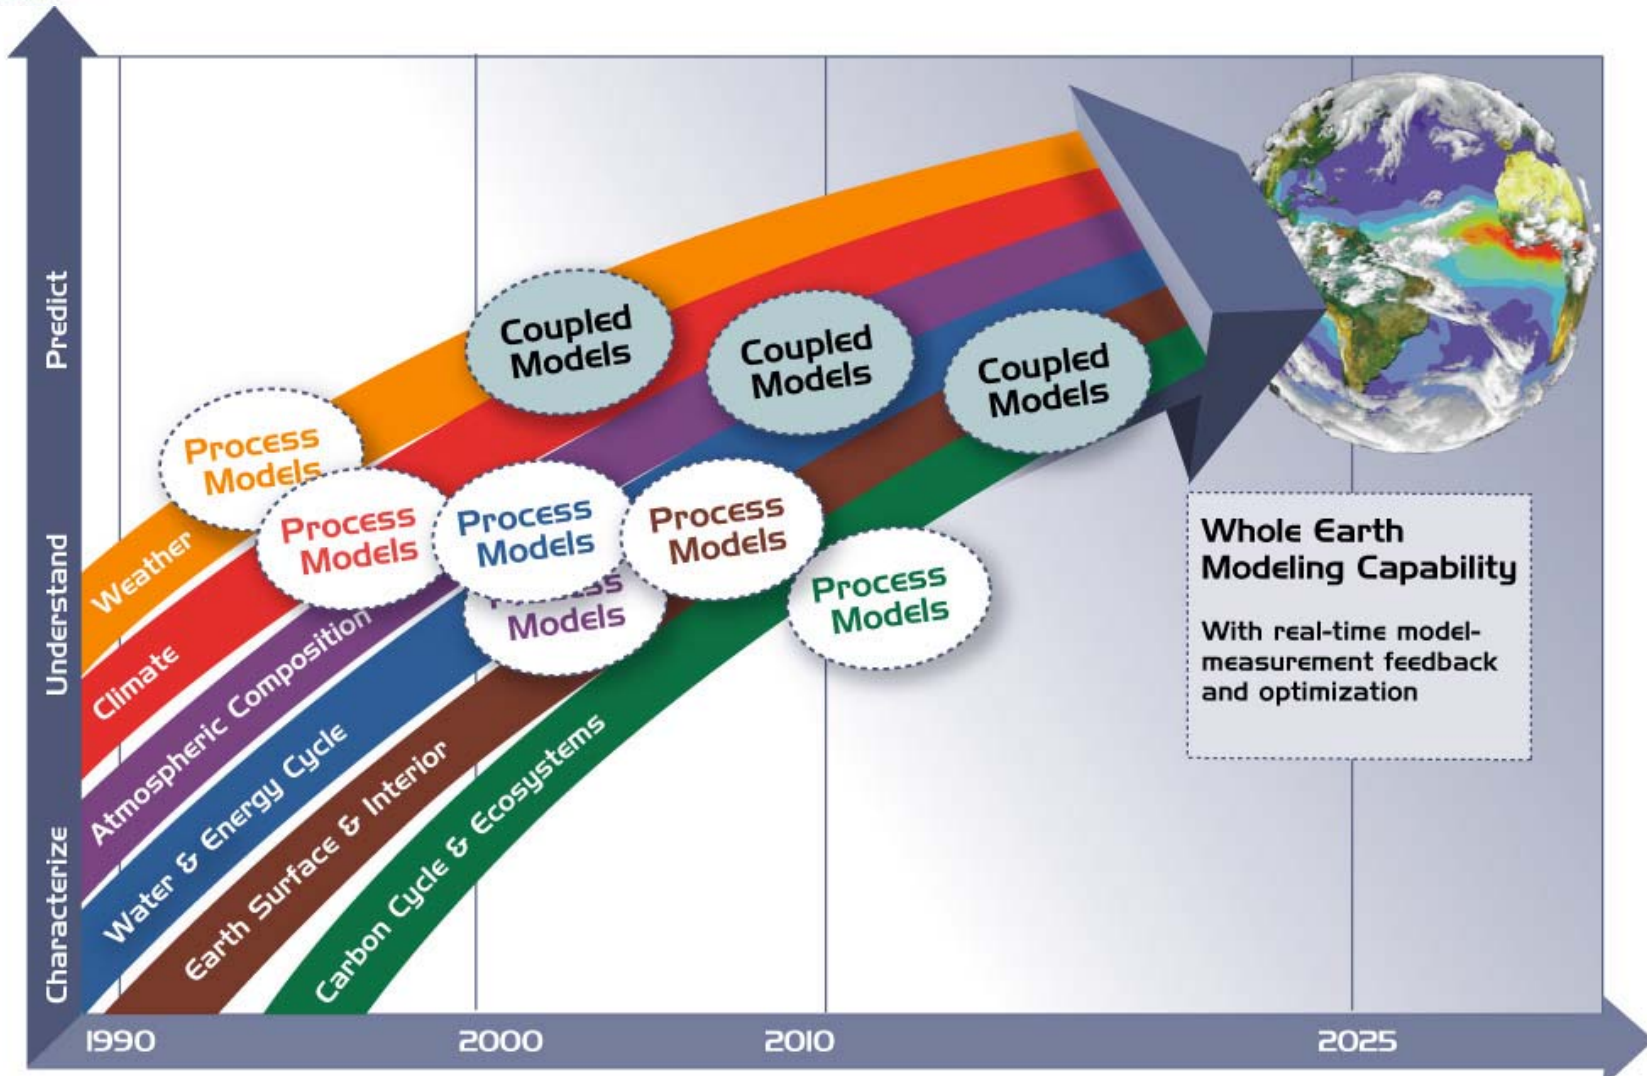 Predict
Understand
Characterize
Coupled
Models
Coupled
Models
Coupled
Models
Process
Models
Process
Models
Process
Models
Process
Models
Models
Process
Models
Weather
Climate
Atmospheric Composition
Water & Energy Cycle
Earth Surface & Interior
Carbon Cycle & Ecosystems
Whole Earth
Modeling Capability
With real-time model-
measurement feedback
and optimization
1990
2000
2010
2025